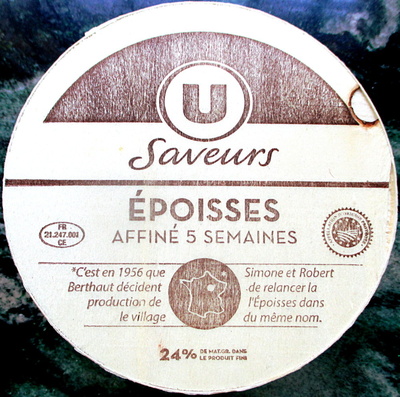 U
Saveurs
ÉPOISSES
AFFINÉ 5 SEMAINES
FR
21.247.001
CE
*C'est en 1956 que Simone et Robert
Berthaut décident de relancer la
production de l'Époisses dans
le village du même nom.
24% DE MAT.GR. DANS
LE PRODUIT FINI